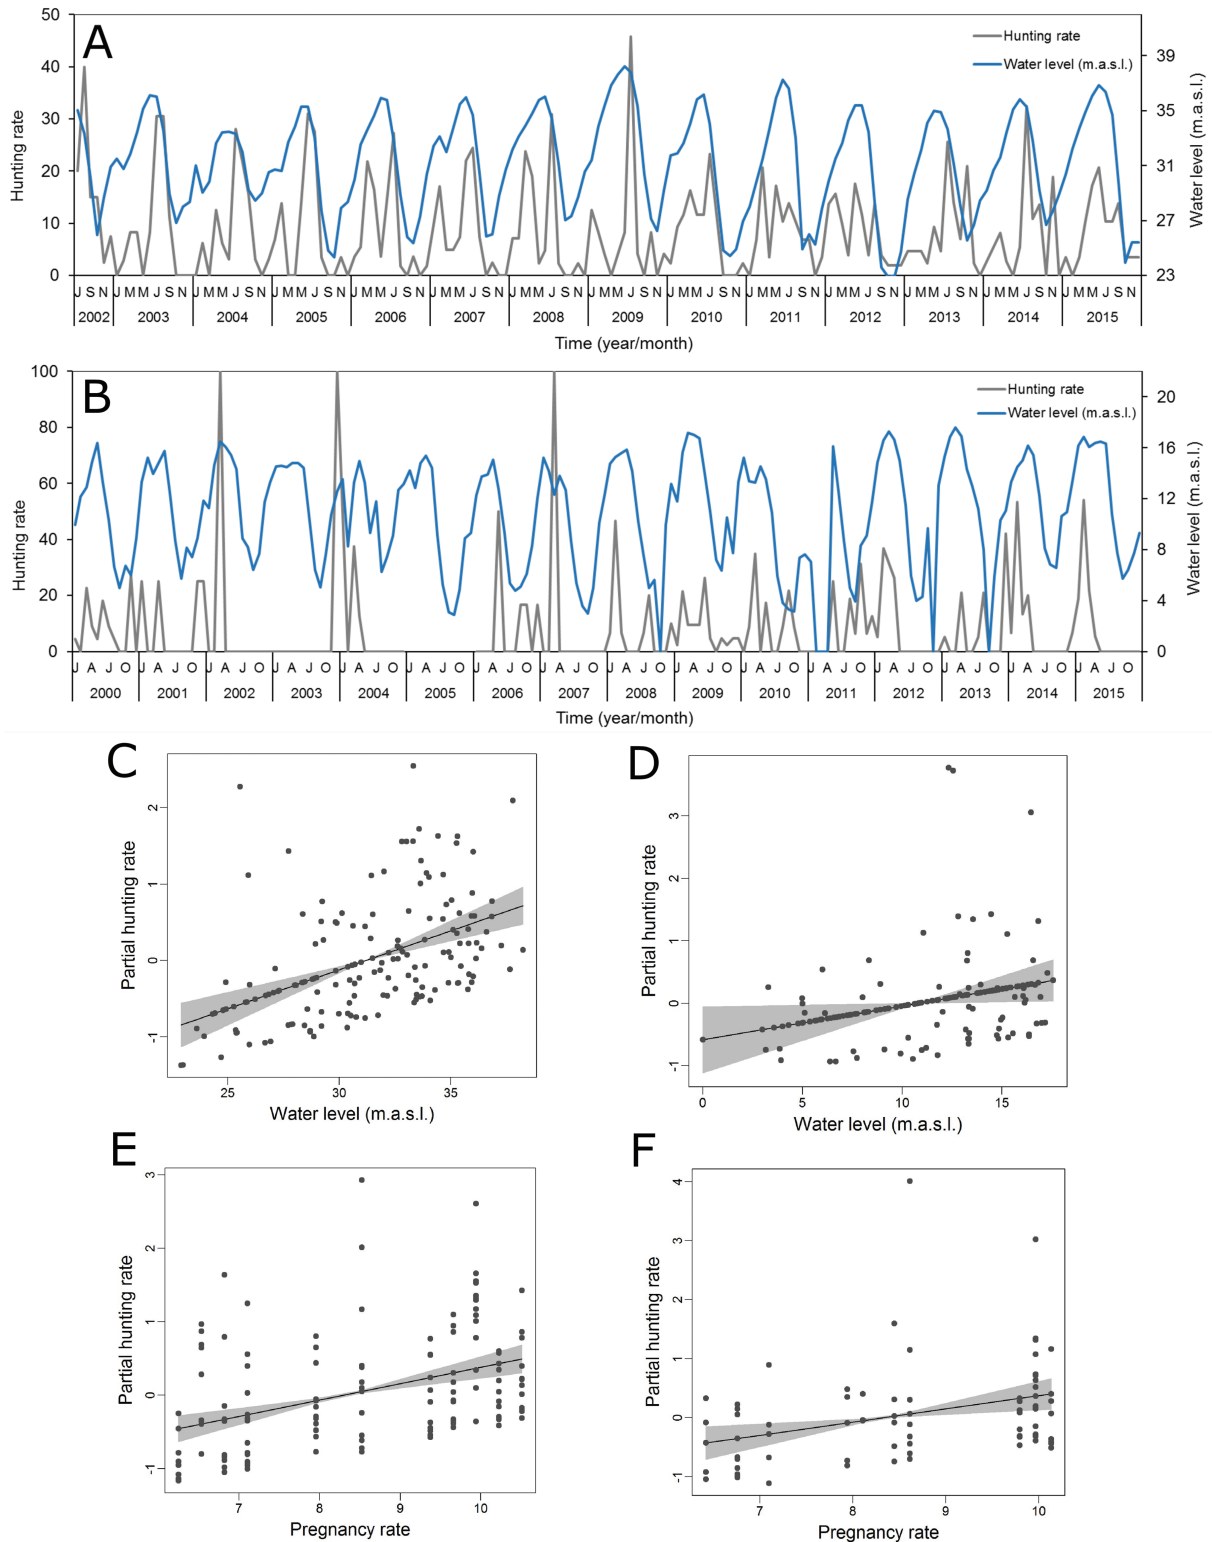 A
Hunting rate
Water level (m.a.s.l.)
50
40
30
20
10
0
39
35
31
27
23
Hunting rate
Water level (m.a.s.l.)
J S N J M M J S N J M M J S N J M M J S N J M M J S N J M M J S N J M M J S N J M M J S N J M M J S N J M M J S N J M M J S N J M M J S N J M M J S N J M M J S N
2002 2003 2004 2005 2006 2007 2008 2009 2010 2011 2012 2013 2014 2015
Time (year/month)
B
Hunting rate
Water level (m.a.s.l.)
100
80
60
40
20
0
20
16
12
8
4
0
Hunting rate
Water level (m.a.s.l.)
J A J O J A J O J A J O J A J O J A J O J A J O J A J O J A J O J A J O J A J O J A J O J A J O J A J O J A J O J A J O J A J O
2000 2001 2002 2003 2004 2005 2006 2007 2008 2009 2010 2011 2012 2013 2014 2015
Time (year/month)
C
Partial hunting rate
2
1
0
-1
25 30 35
Water level (m.a.s.l.)
D
Partial hunting rate
3
2
1
0
-1
0 5 10 15
Water level (m.a.s.l.)
E
Partial hunting rate
3
2
1
0
-1
7 8 9 10
Pregnancy rate
F
Partial hunting rate
4
3
2
1
0
-1
7 8 9 10
Pregnancy rate